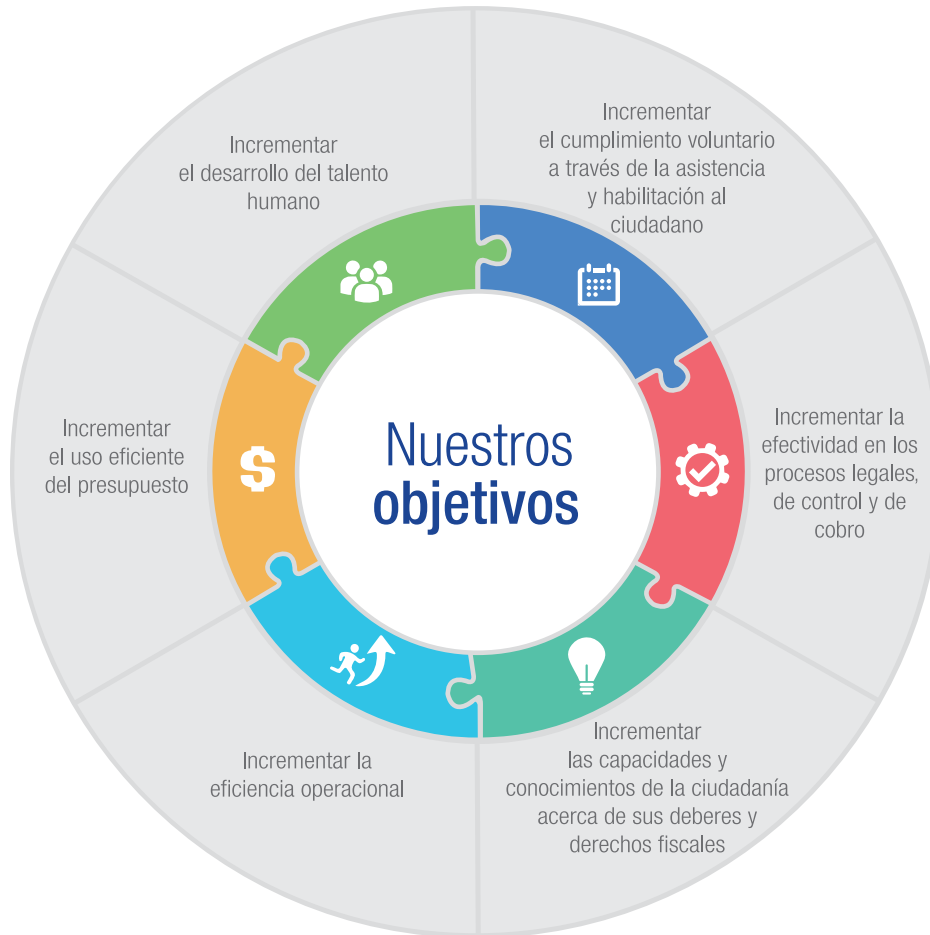 Nuestros
objetivos
Incrementar
el cumplimiento voluntario
a través de la asistencia
y habilitación al
ciudadano
Incrementar la
efectividad en los
procesos legales,
de control y de
cobro
Incrementar
las capacidades y
conocimientos de la ciudadanía
acerca de sus deberes y
derechos fiscales
Incrementar la
eficiencia operacional
Incrementar
el uso eficiente
del presupuesto
Incrementar
el desarrollo del talento
humano
$